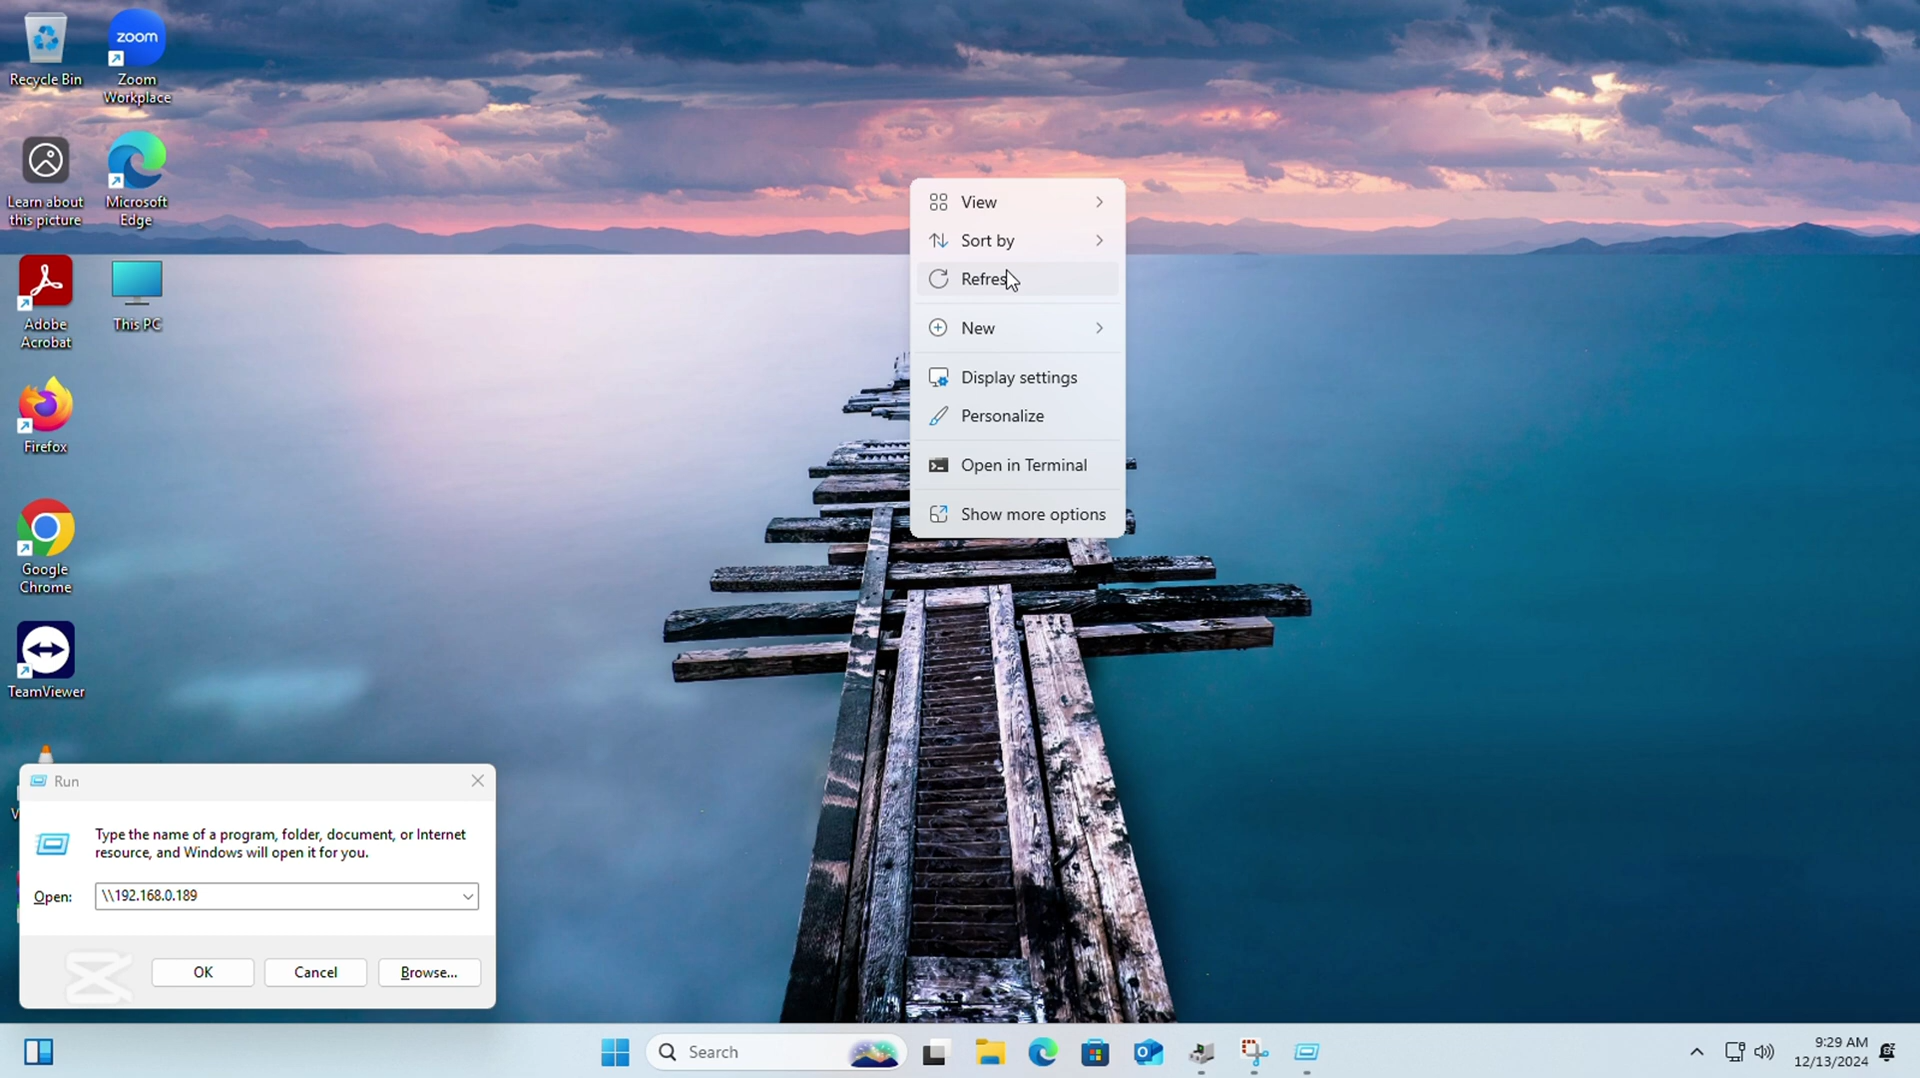 Recycle Bin
zoom
Zoom
Workplace
Learn about
this picture
Microsoft
Edge
Adobe
Acrobat
This PC
Firefox
Google
Chrome
TeamViewer
View
Sort by
Refres
New
Display settings
Personalize
Open in Terminal
Show more options
Run
Type the name of a program, folder, document, or Internet
resource, and Windows will open it for you.
Open:
\\192.168.0.189
OK
Cancel
Browse...
Search
9:29 AM
12/13/2024